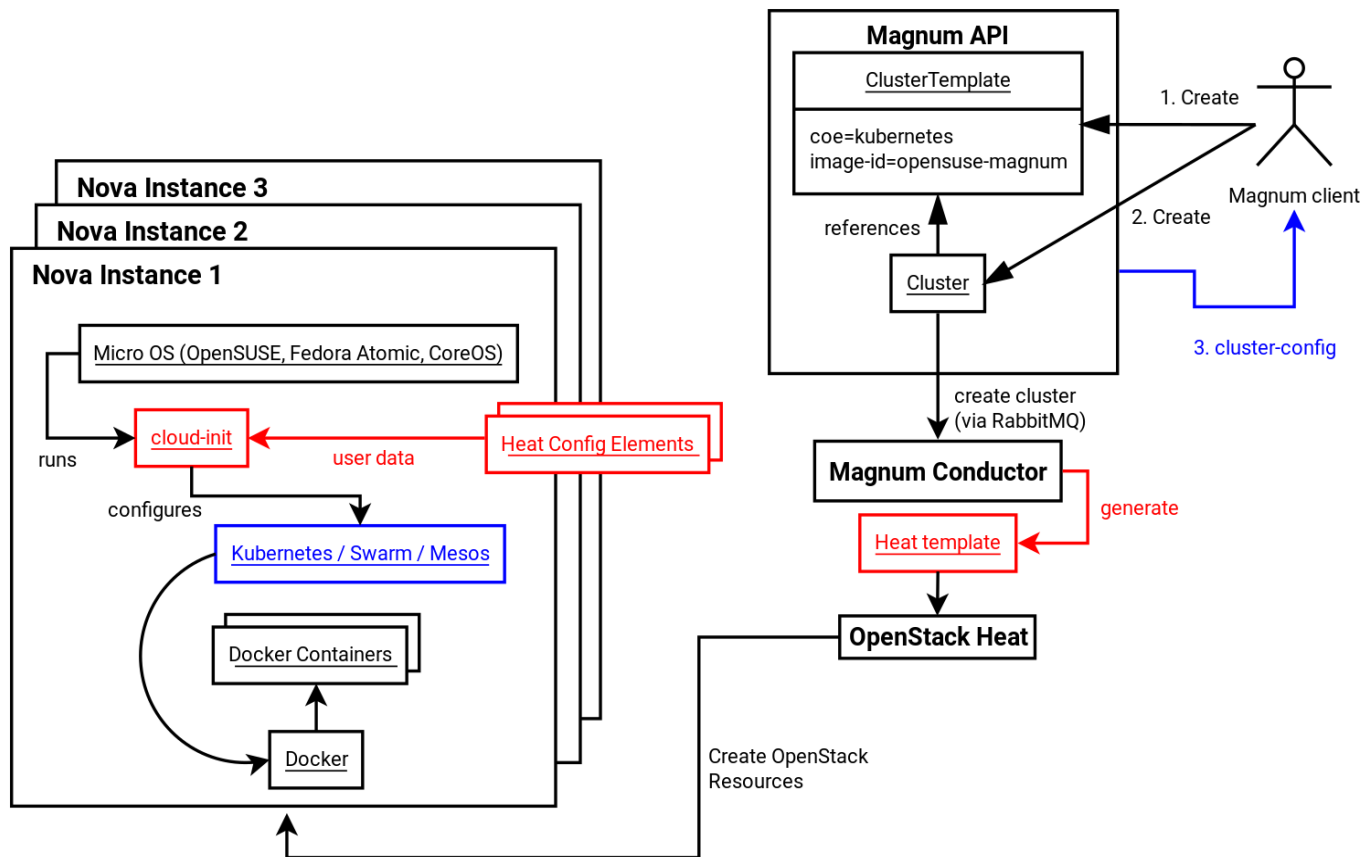 Magnum API
ClusterTemplate
coe=kubernetes
image-id=opensuse-magnum
references
Cluster
1. Create
2. Create
Magnum client
3. cluster-config
create cluster
(via RabbitMQ)
Magnum Conductor
generate
Heat template
OpenStack Heat
Create OpenStack
Resources
Nova Instance 3
Nova Instance 2
Nova Instance 1
Micro OS (OpenSUSE, Fedora Atomic, CoreOS)
runs
cloud-init
user data
Heat Config Elements
configures
Kubernetes / Swarm / Mesos
Docker Containers
Docker